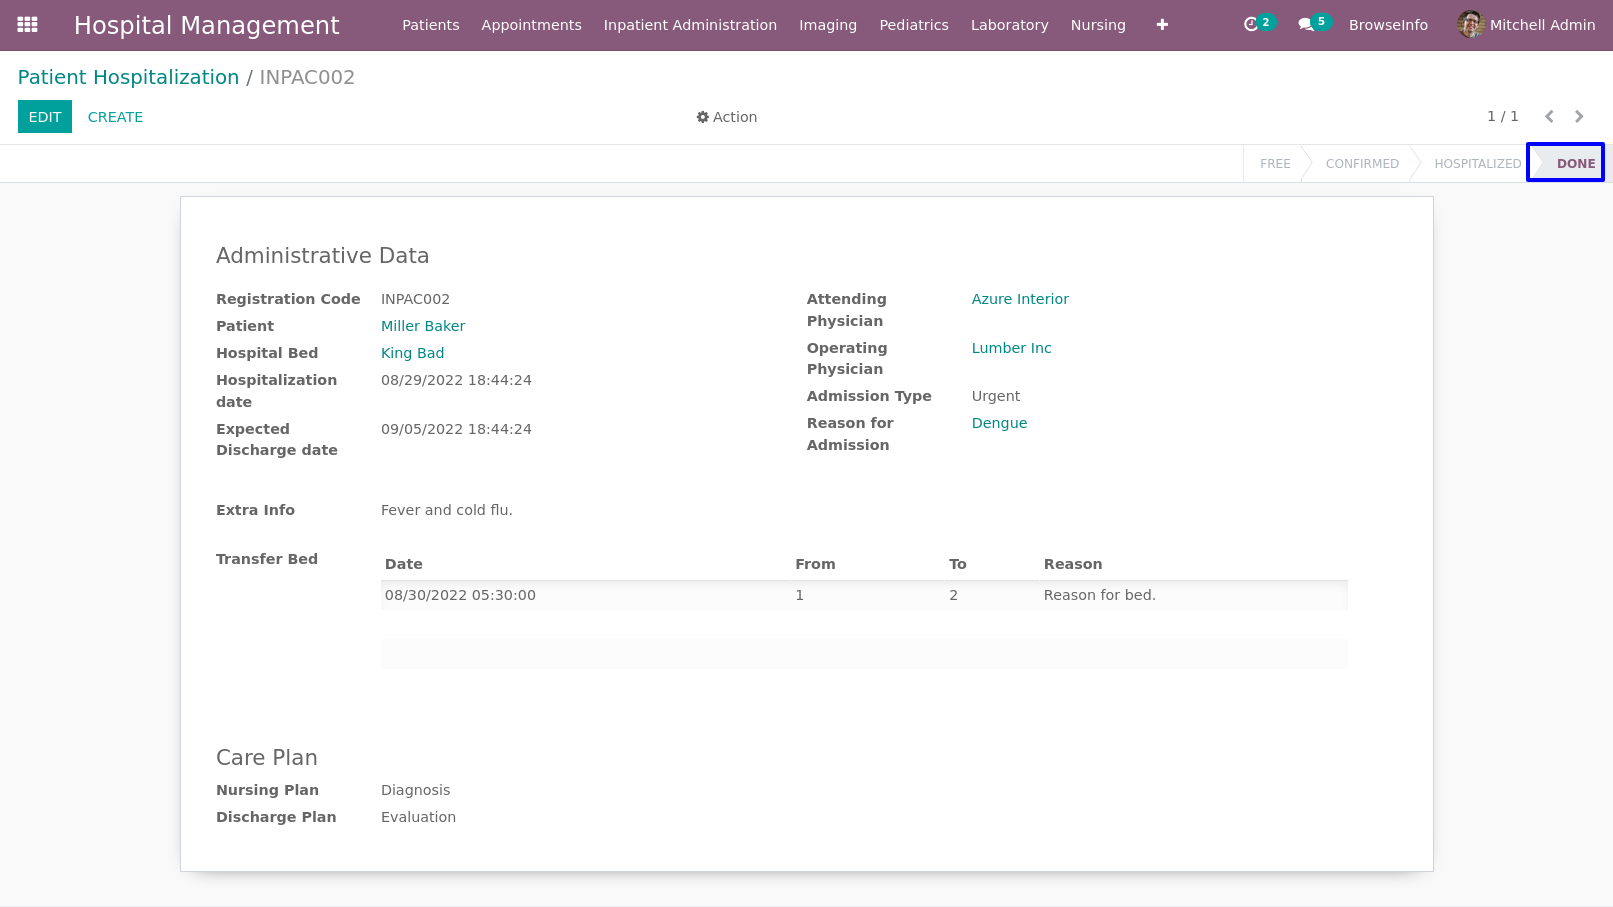 Hospital Management Patients Appointments Inpatient Administration Imaging Pediatrics Laboratory Nursing + 2 5 BrowseInfo Mitchell Admin
Patient Hospitalization / INPAC002
EDIT CREATE Action 1 / 1
FREE CONFIRMED HOSPITALIZED DONE
Administrative Data
Registration Code INPAC002
Patient Miller Baker
Hospital Bed King Bad
Hospitalization date 08/29/2022 18:44:24
Expected Discharge date 09/05/2022 18:44:24
Attending Physician Azure Interior
Operating Physician Lumber Inc
Admission Type Urgent
Reason for Admission Dengue
Extra Info Fever and cold flu.
Transfer Bed
Date From To Reason
08/30/2022 05:30:00 1 2 Reason for bed.
Care Plan
Nursing Plan Diagnosis
Discharge Plan Evaluation